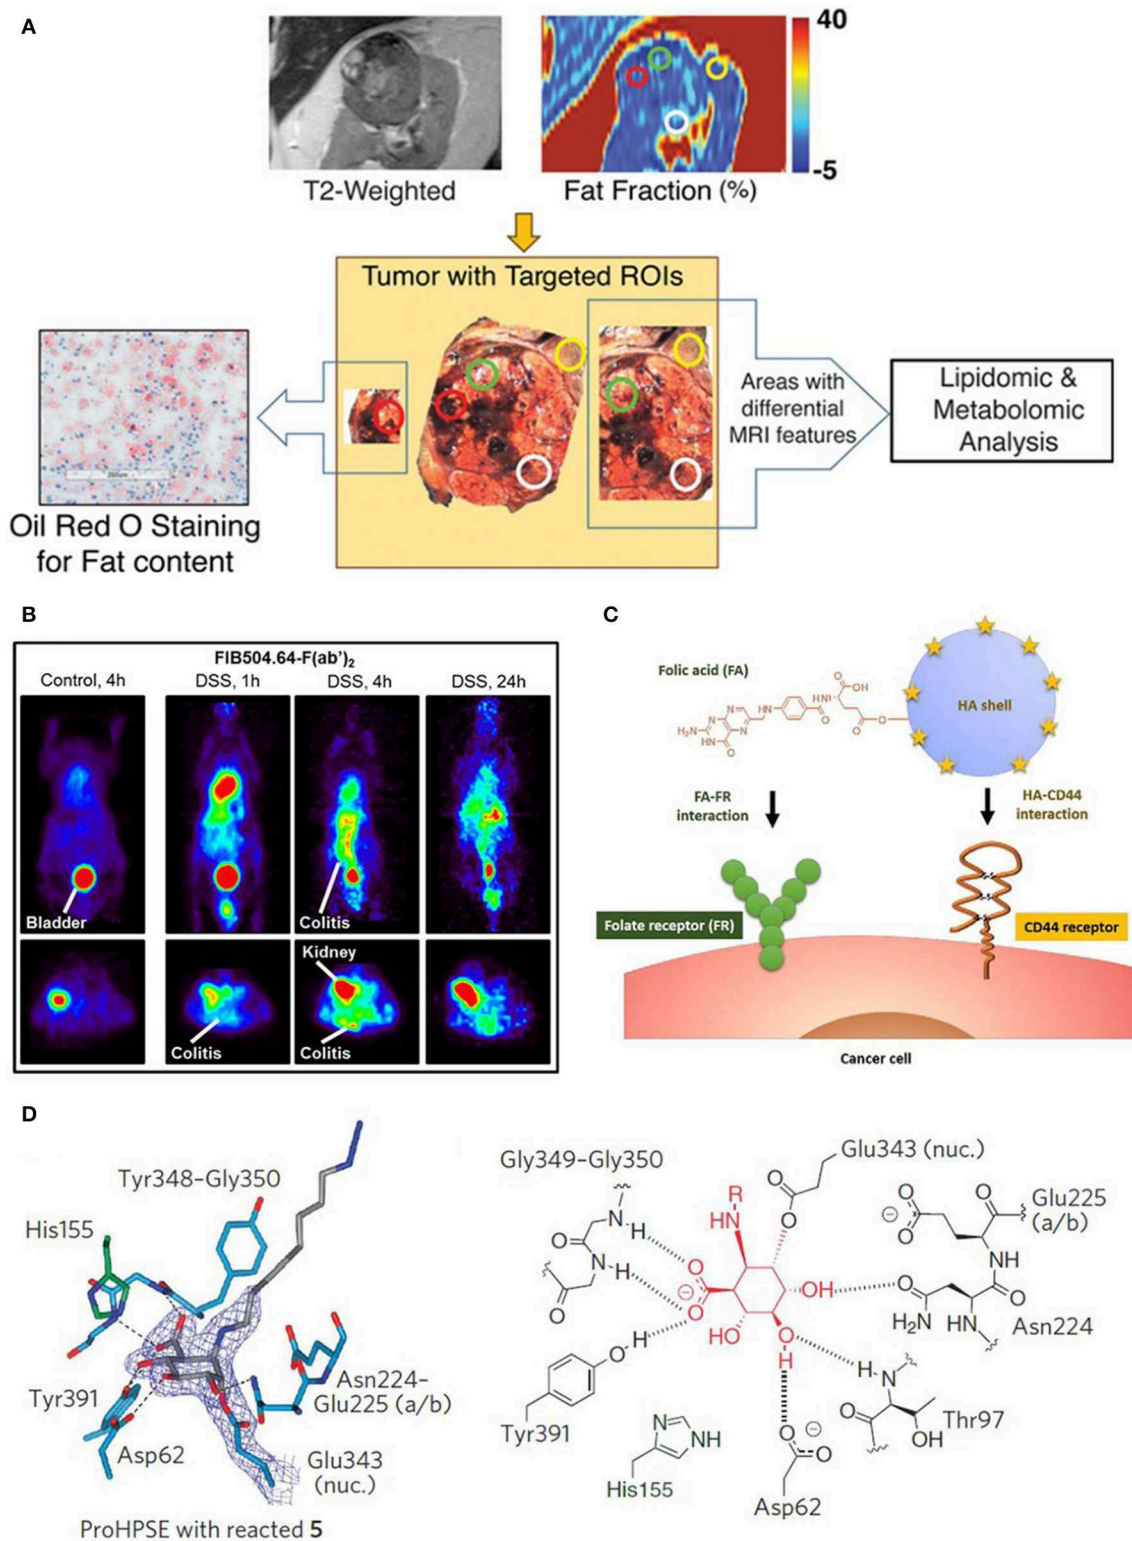 A
40
-5
T2-Weighted
Fat Fraction (%)
Tumor with Targeted ROIs
Areas with
differential
MRI features
Lipidomic &
Metabolomic
Analysis
Oil Red O Staining
for Fat content
B
FIB504.64-F(ab')₂
Control, 4h
DSS, 1h
DSS, 4h
DSS, 24h
Bladder
Colitis
Kidney
Colitis
Colitis
C
Folic acid (FA)
HA shell
FA-FR
interaction
HA-CD44
interaction
Folate receptor (FR)
CD44 receptor
Cancer cell
D
Tyr348–Gly350
His155
Tyr391
Asp62
Asn224–
Glu225 (a/b)
Glu343
(nuc.)
ProHPSE with reacted 5
Gly349–Gly350
Glu343 (nuc.)
Glu225
(a/b)
Asn224
Thr97
Tyr391
His155
Asp62